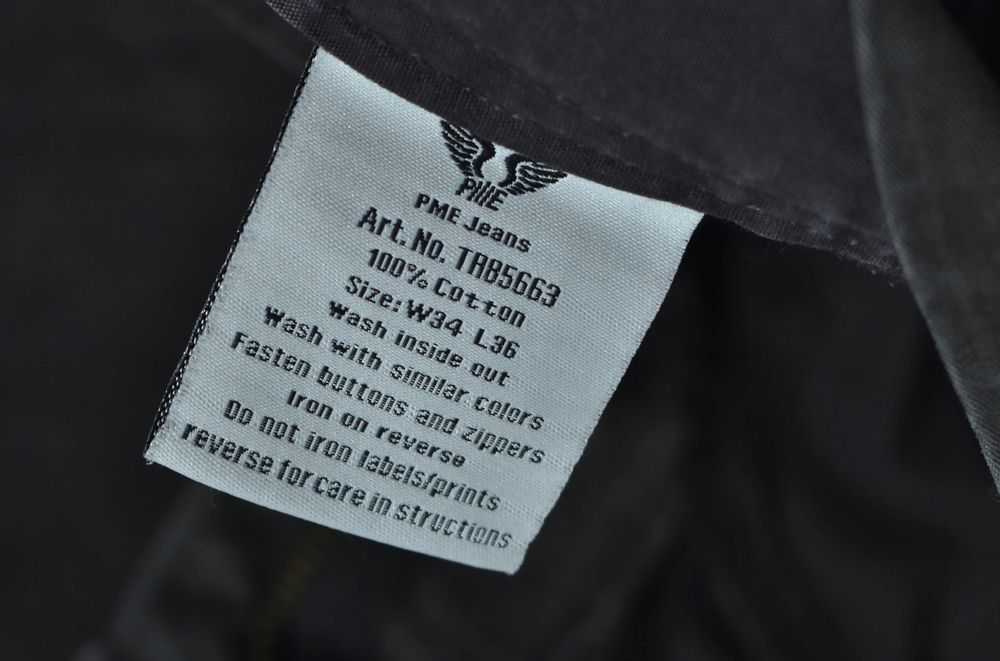 PME
PME Jeans
Art. No. TR85663
100% Cotton
Size: W34 L36
Wash inside out
Wash with similar colors
Fasten buttons and zippers
Iron on reverse
Do not iron labels/prints
reverse for care in structions